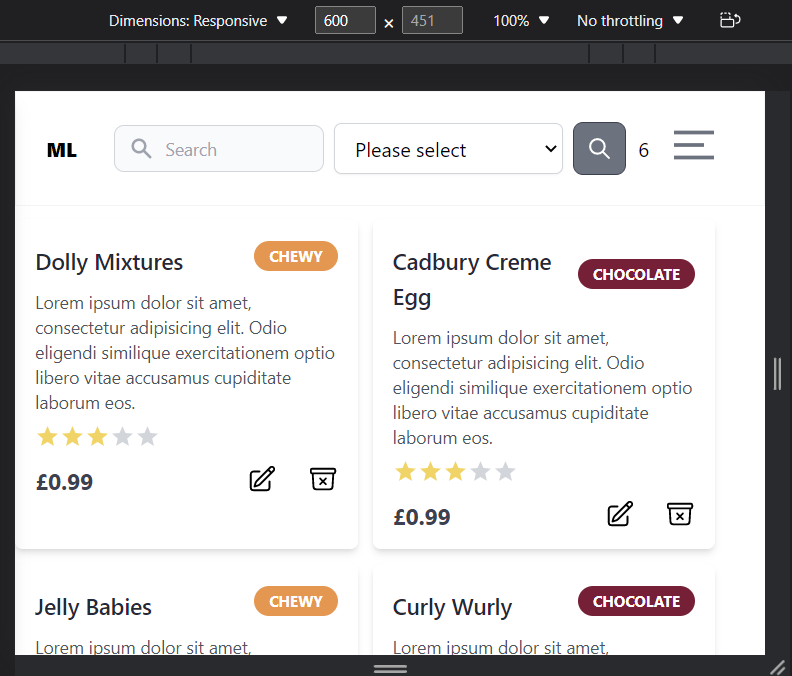 Dimensions: Responsive 600 × 451 100% No throttling
ML Search Please select 6
Dolly Mixtures CHEWY
Lorem ipsum dolor sit amet,
consectetur adipisicing elit. Odio
eligendi similique exercitationem optio
libero vitae accusamus cupiditate
laborum eos.
£0.99
Cadbury Creme
Egg
CHOCOLATE
Lorem ipsum dolor sit amet,
consectetur adipisicing elit. Odio
eligendi similique exercitationem optio
libero vitae accusamus cupiditate
laborum eos.
£0.99
Jelly Babies CHEWY
Lorem ipsum dolor sit amet,
Curly Wurly CHOCOLATE
Lorem ipsum dolor sit amet,